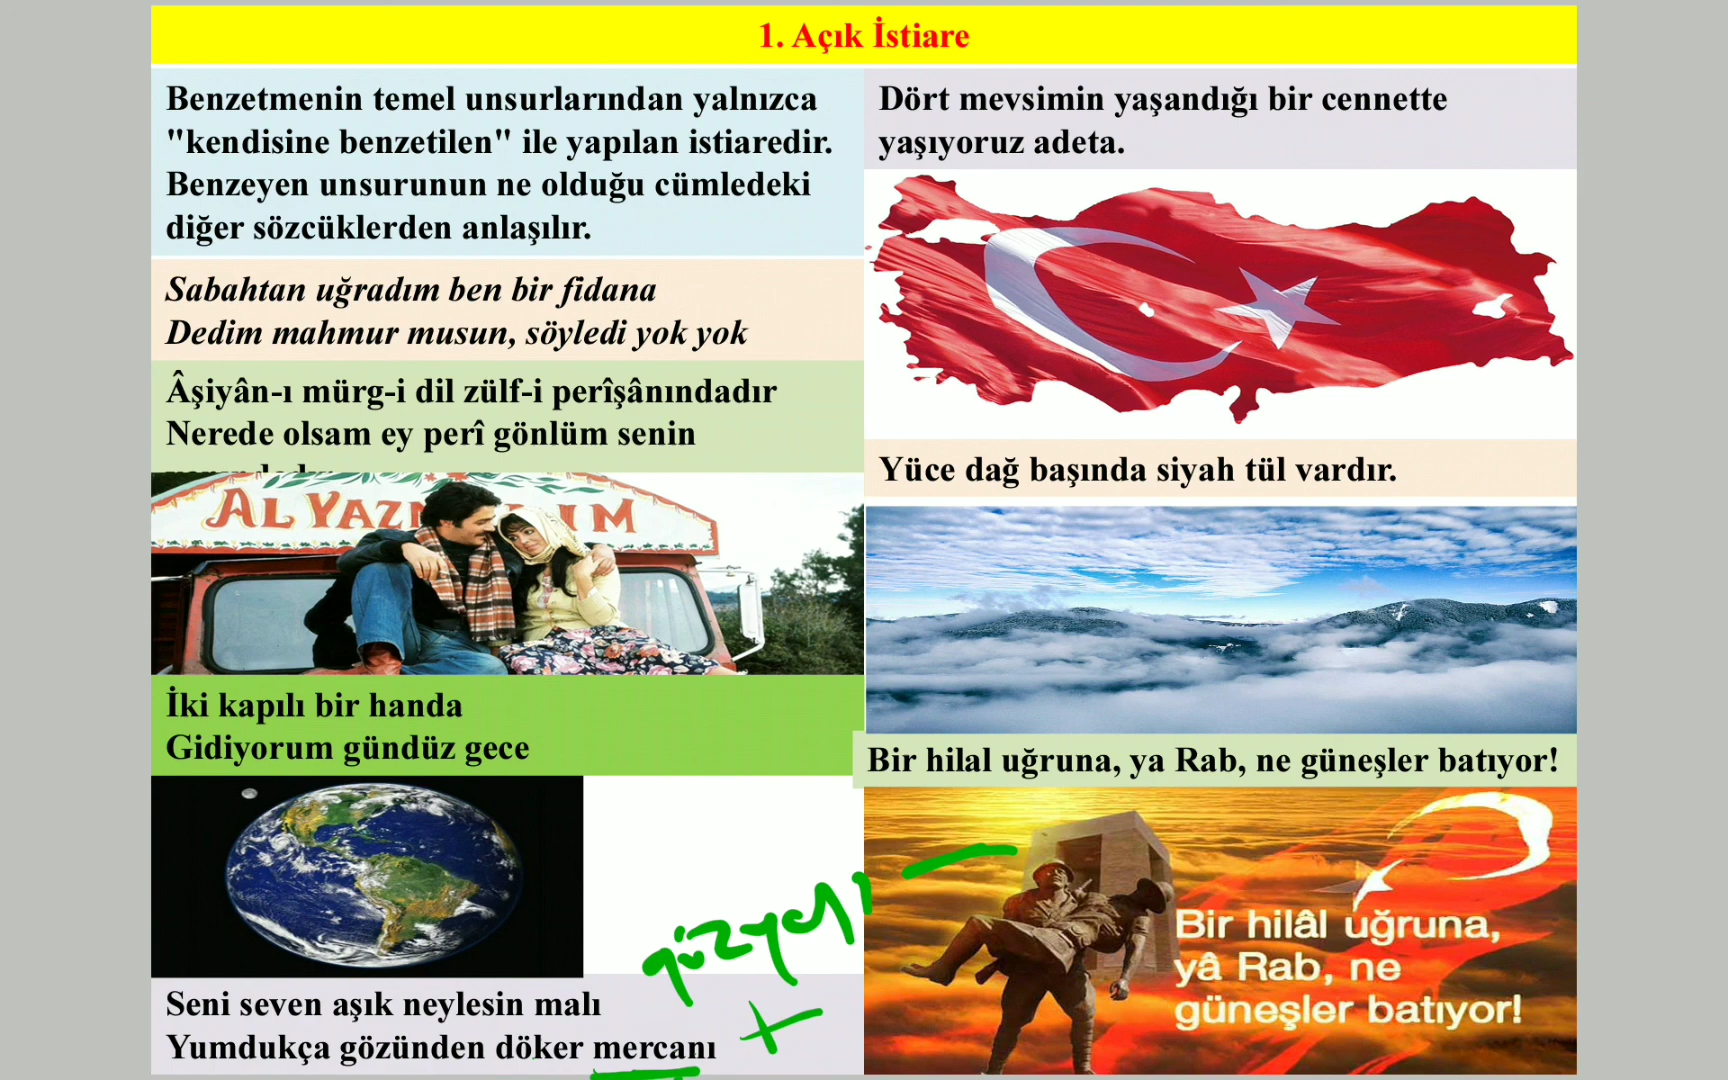 1. Açık İstiare
Benzetmenin temel unsurlarından yalnızca
"kendisine benzetilen" ile yapılan istiaredir.
Benzeyen unsurunun ne olduğu cümledeki
diğer sözcüklerden anlaşılır.
Sabahtan uğradım ben bir fidana
Dedim mahmur musun, söyledi yok yok
Âşiyân-ı mürg-i dil zülf-i perîşânındadır
Nerede olsam ey perî gönlüm senin
AL YAZMALIM
İki kapılı bir handa
Gidiyorum gündüz gece
Seni seven aşık neylesin malı
Yumdukça gözünden döker mercanı
Dört mevsimin yaşandığı bir cennette
yaşıyoruz adeta.
Yüce dağ başında siyah tül vardır.
Bir hilal uğruna, ya Rab, ne güneşler batıyor!
Bir hilâl uğruna,
yâ Rab, ne
güneşler batıyor!